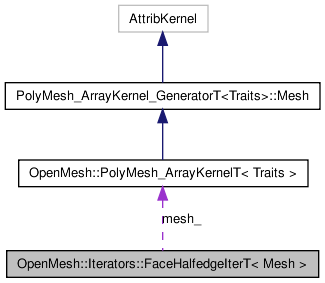 AttribKernel
PolyMesh_ArrayKernel_GeneratorT<Traits>::Mesh
OpenMesh::PolyMesh_ArrayKernelT< Traits >
mesh_
OpenMesh::Iterators::FaceHalfedgeIterT< Mesh >